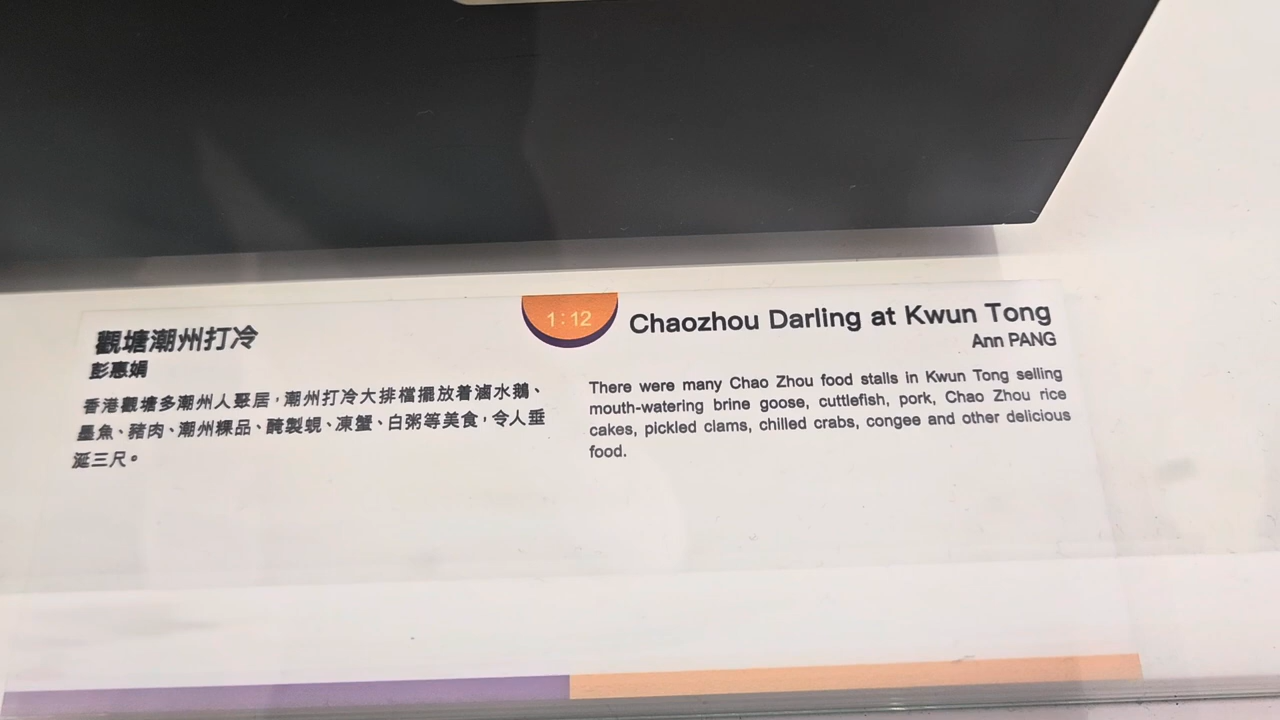 觀塘潮州打冷
彭惠娟
香港觀塘多潮州人聚居，潮州打冷大排檔擺放着滷水鵝、
墨魚、豬肉、潮州粿品、醃製蜆、凍蟹、白粥等美食，令人垂
涎三尺。
1:12
Chaozhou Darling at Kwun Tong
Ann PANG
There were many Chao Zhou food stalls in Kwun Tong selling
mouth-watering brine goose, cuttlefish, pork, Chao Zhou rice
cakes, pickled clams, chilled crabs, congee and other delicious
food.